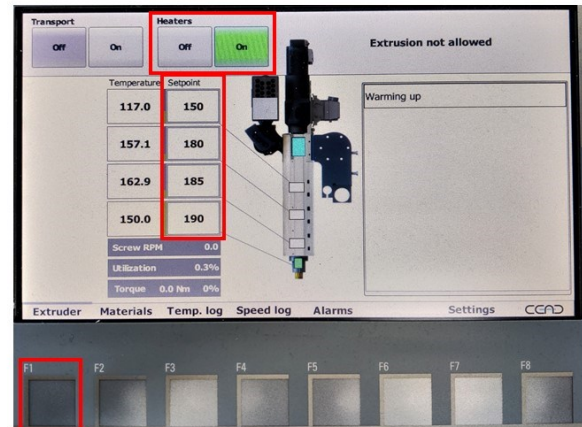 Transport
Heaters
Off
On
Off
On
Extrusion not allowed
Temperature Setpoint
117.0 150
157.1 180
162.9 185
150.0 190
Warming up
Screw RPM 0.0
Utilization 0.3%
Torque 0.0 Nm 0%
Extruder Materials Temp. log Speed log Alarms Settings CEAD
F1 F2 F3 F4 F5 F6 F7 F8